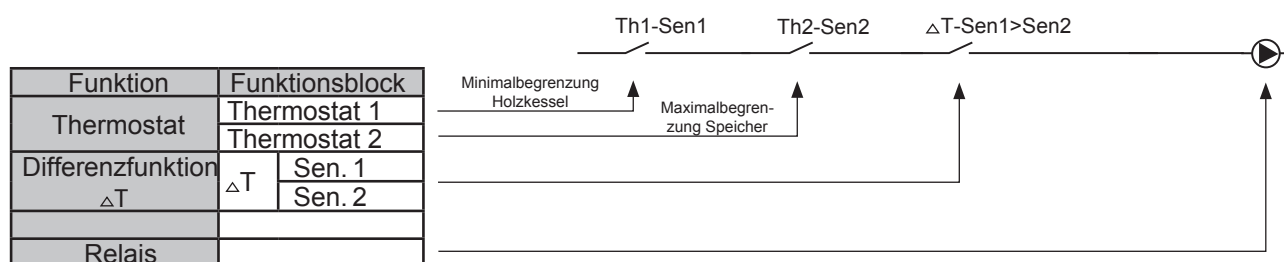 Th1-Sen1 Th2-Sen2 △T-Sen1>Sen2
Funktion Funktionsblock
Thermostat
Thermostat 1
Thermostat 2
Differenzfunktion
△T
△T
Sen. 1
Sen. 2
Relais
Minimalbegrenzung
Holzkessel
Maximalbegren-
zung Speicher